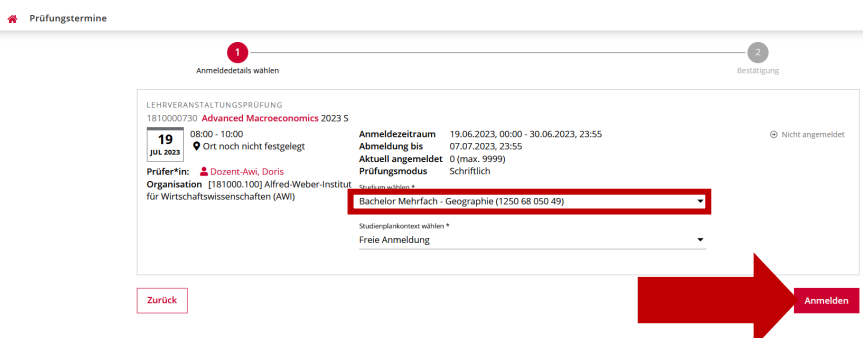 Prüfungstermine
1
2
Anmeldedetails wählen
Bestätigung
LEHRVERANSTALTUNGSPRÜFUNG
1810000730 Advanced Macroeconomics 2023 S
19
JUL 2023
08:00 - 10:00
Ort noch nicht festgelegt
Prüfer*in: Dozent-Awi, Doris
Organisation [181000.100] Alfred-Weber-Institut
für Wirtschaftswissenschaften (AWI)
Anmeldezeitraum 19.06.2023, 00:00 - 30.06.2023, 23:55
Abmeldung bis 07.07.2023, 23:55
Aktuell angemeldet 0 (max. 9999)
Prüfungsmodus Schriftlich
Nicht angemeldet
Studium wählen *
Bachelor Mehrfach - Geographie (1250 68 050 49)
Studienplankontext wählen *
Freie Anmeldung
Zurück
Anmelden